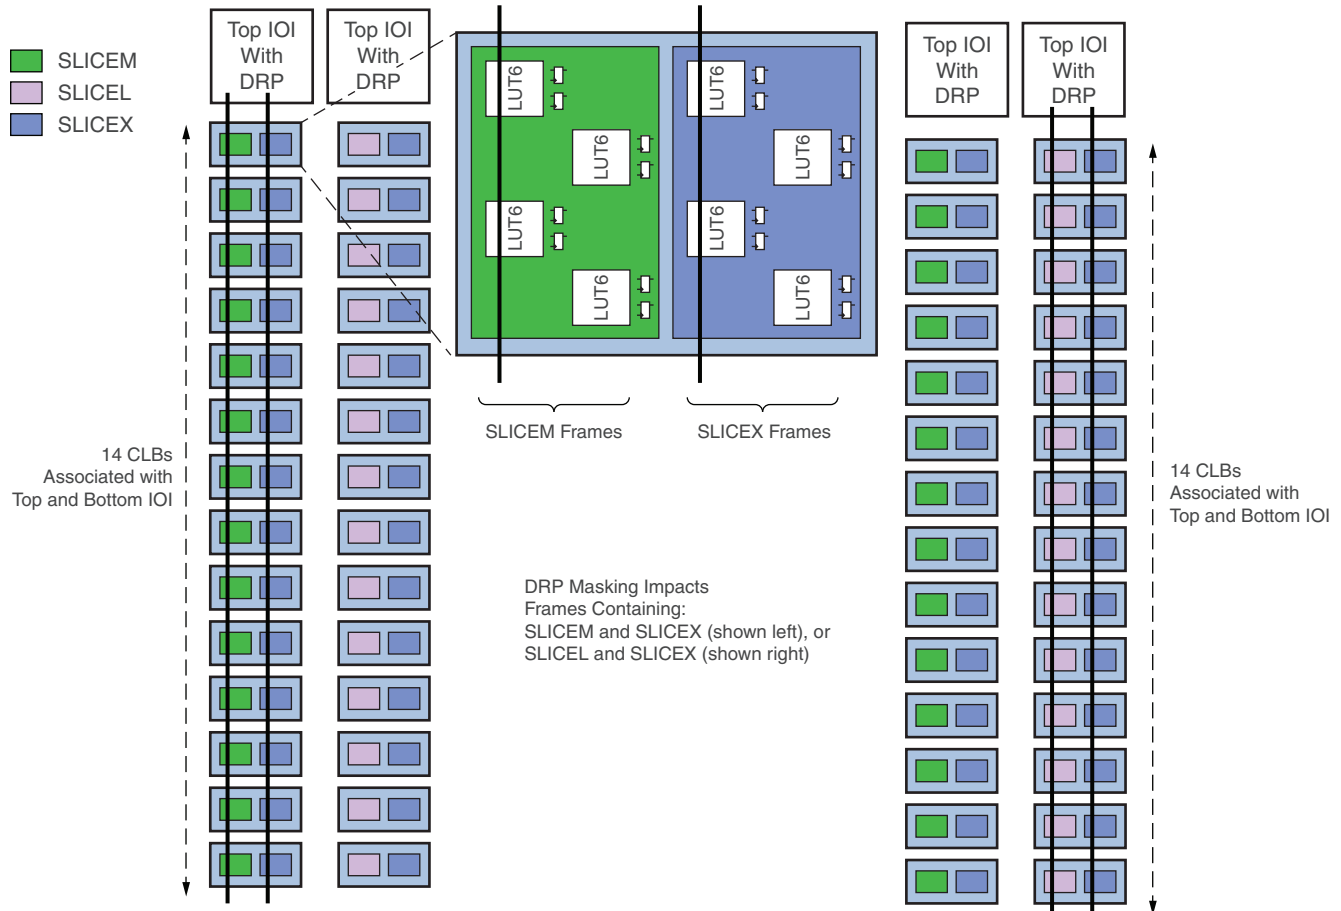 SLICEM
SLICEL
SLICEX
Top IOI
With
DRP
Top IOI
With
DRP
LUT6
LUT6
LUT6
LUT6
LUT6
LUT6
LUT6
LUT6
SLICEM Frames
SLICEX Frames
Top IOI
With
DRP
Top IOI
With
DRP
14 CLBs
Associated with
Top and Bottom IOI
DRP Masking Impacts
Frames Containing:
SLICEM and SLICEX (shown left), or
SLICEL and SLICEX (shown right)
14 CLBs
Associated with
Top and Bottom IOI